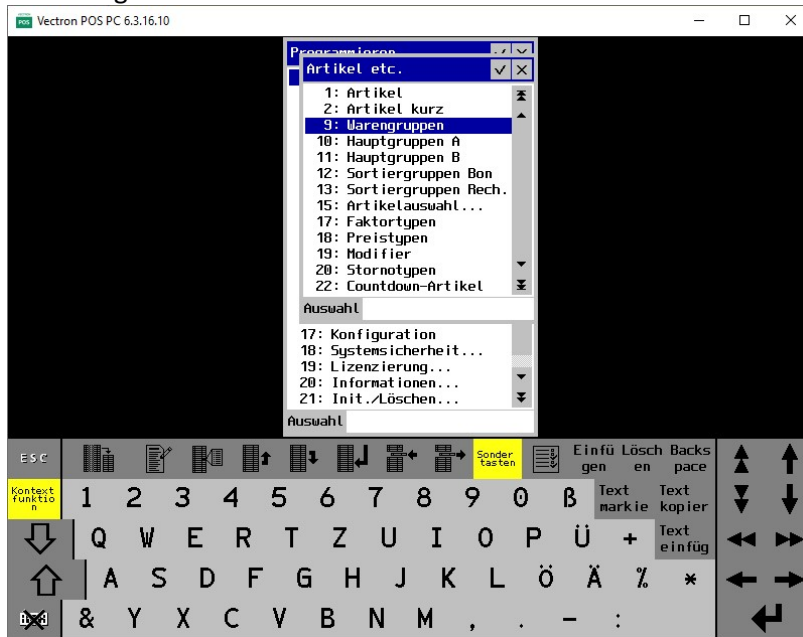 Vectron POS PC 6.3.16.10
Programmieren
Artikel etc.
1: Artikel
2: Artikel kurz
9: Warengruppen
10: Hauptgruppen A
11: Hauptgruppen B
12: Sortiergruppen Bon
13: Sortiergruppen Rech.
15: Artikelauswahl...
17: Faktortypen
18: Preistypen
19: Modifier
20: Stornotypen
22: Countdown-Artikel
Auswahl
17: Konfiguration
18: Systemsicherheit...
19: Lizenzierung...
20: Informationen...
21: Init./Löschen...
Auswahl
ESC
Sonder
tasten
Einfü Lösch Backs
gen en pace
Kontext
funktio
n
1 2 3 4 5 6 7 8 9 0 ß
Text Text
markie kopier
Q W E R T Z U I O P Ü +
Text
einfüg
A S D F G H J K L Ö Ä % *
& Y X C V B N M , . - :